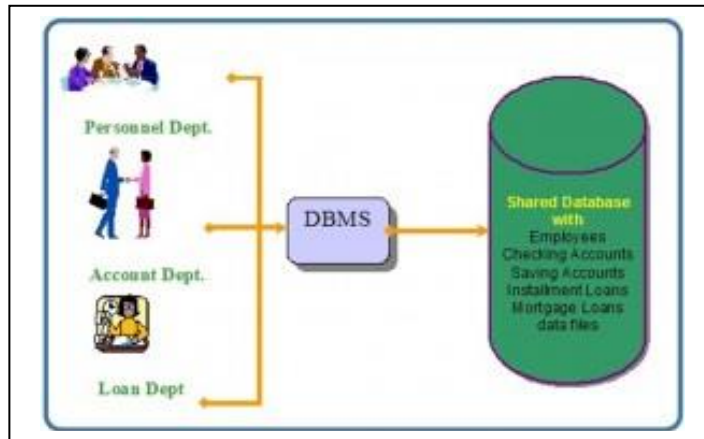 Personnel Dept.
Account Dept.
Loan Dept
DBMS
Shared Database
with
Employees
Checking Accounts
Saving Accounts
Installment Loans
Mortgage Loans
data files